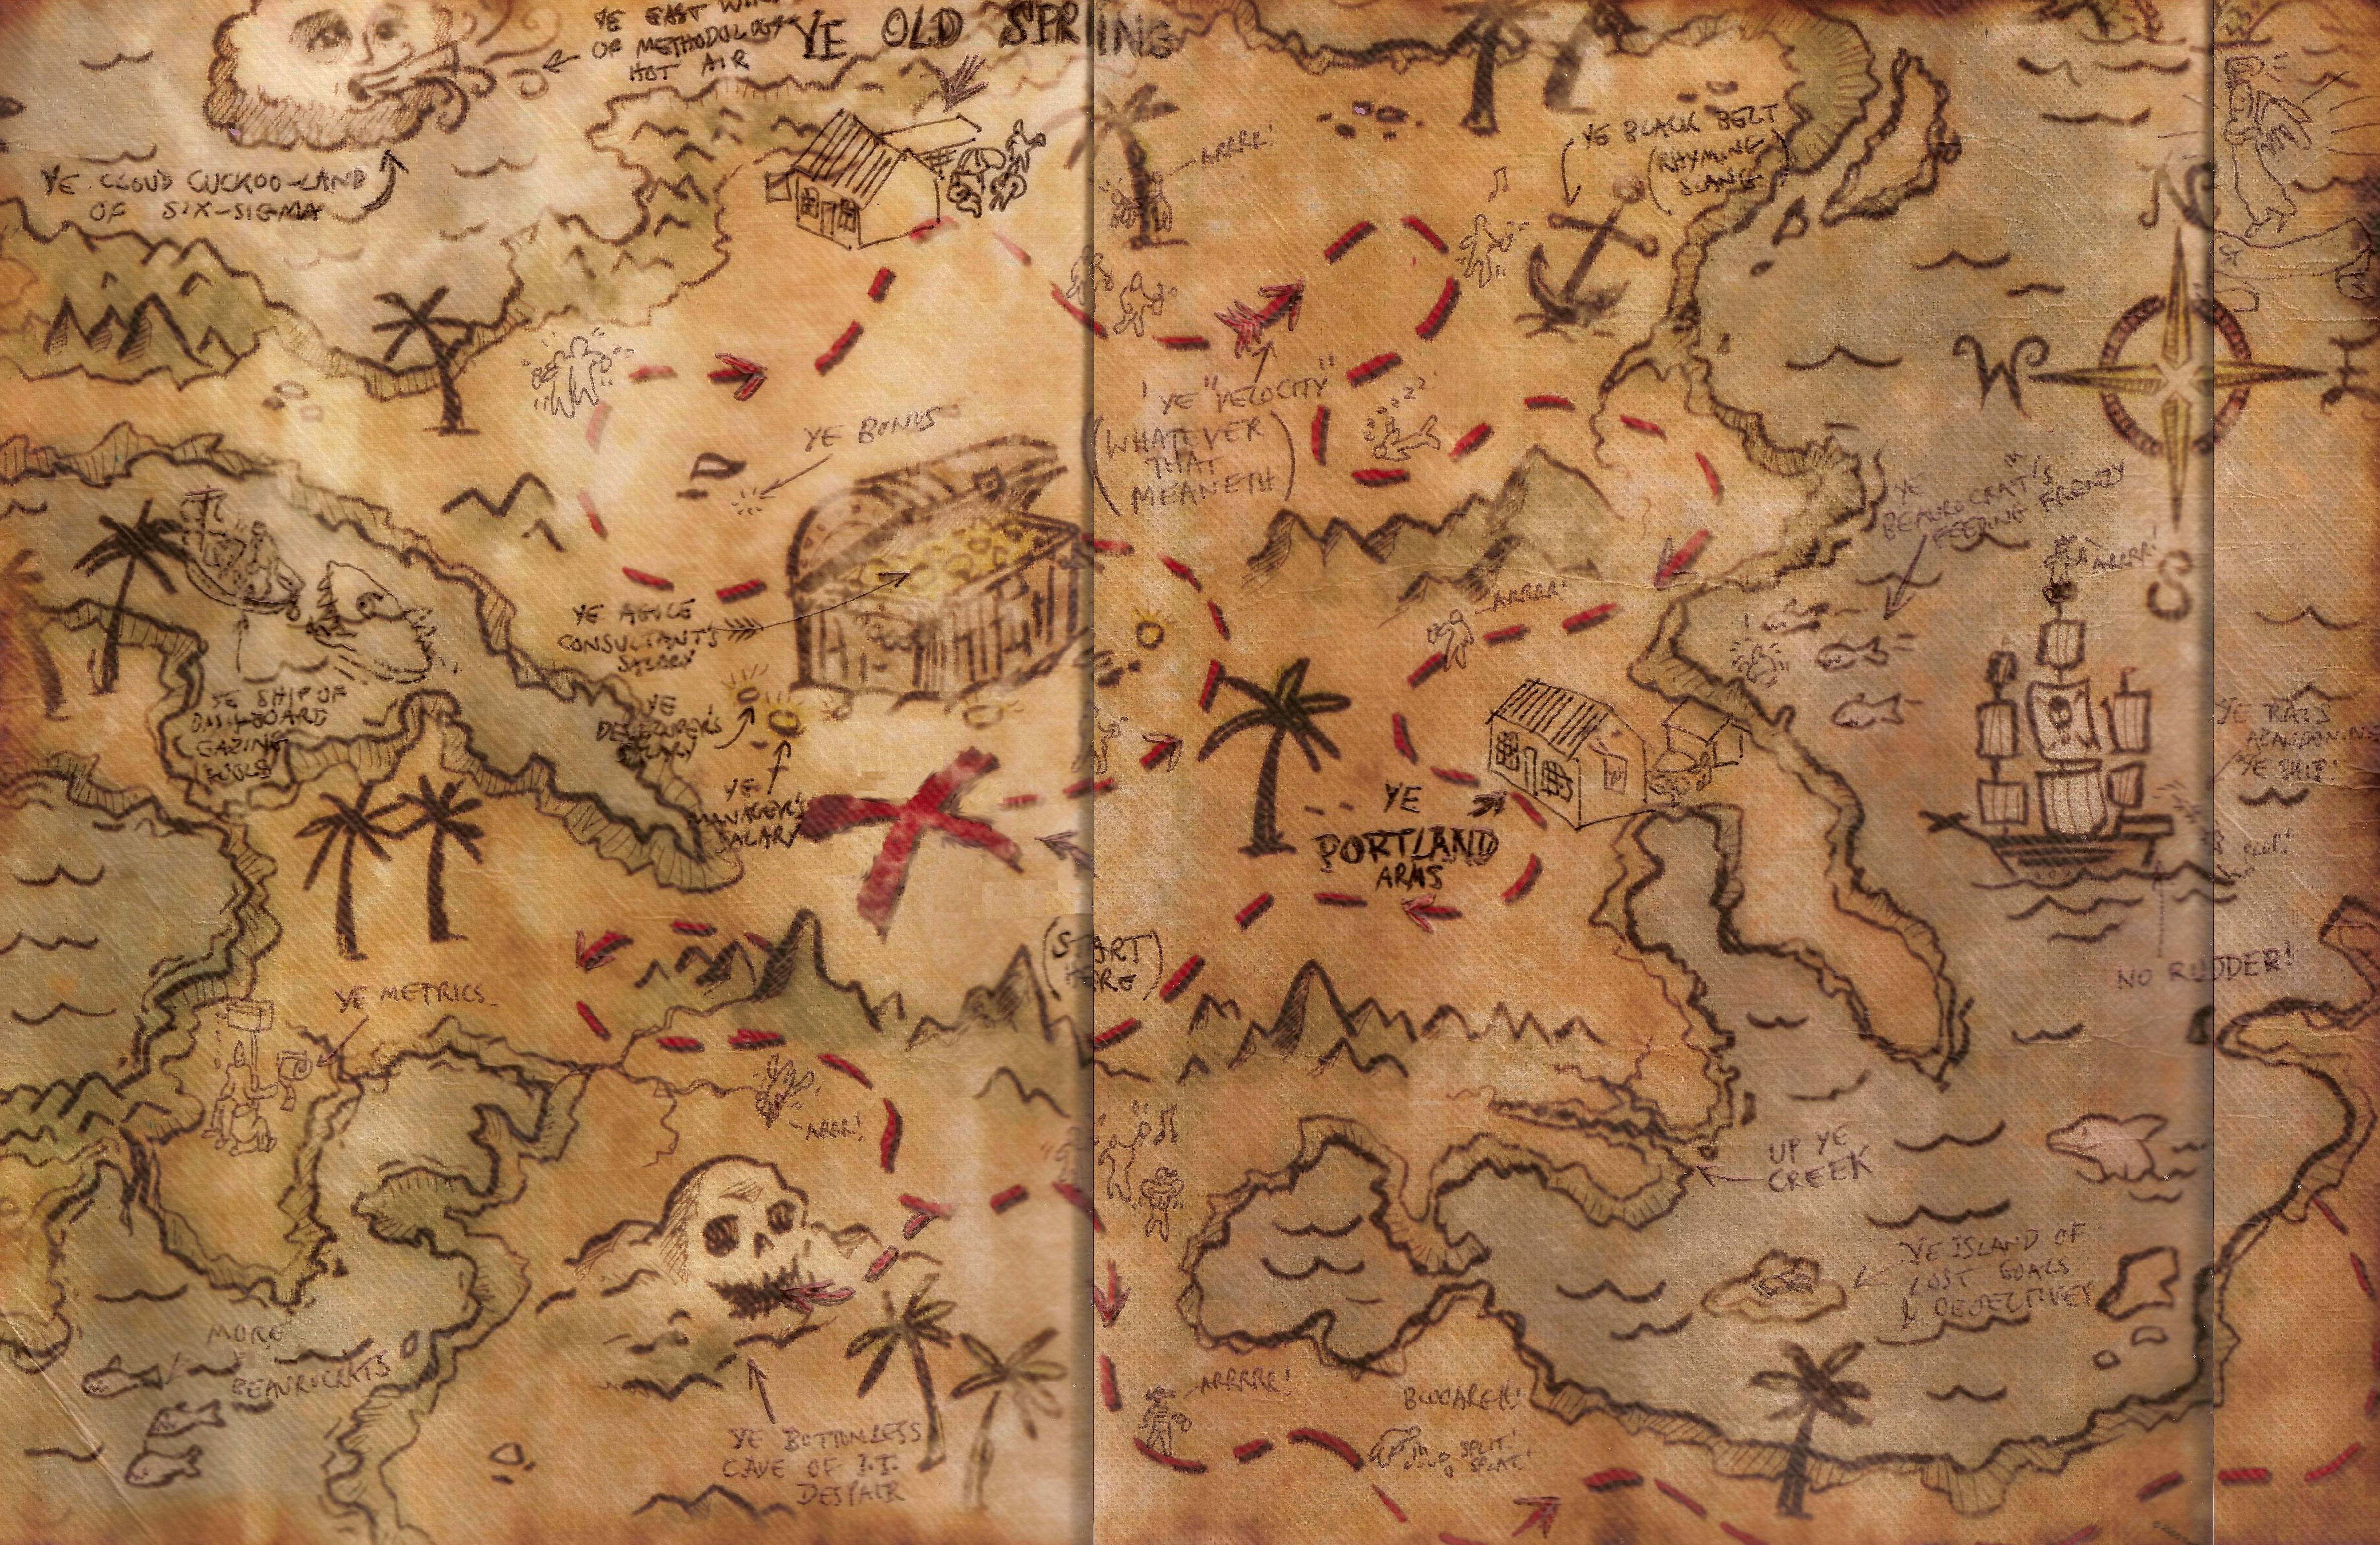 YE EAST WIND
OF METHODOLOGY
HOT AIR
YE OLD SPRING
YE CLOUD CUCKOO-LAND
OF SIX-SIGMA
ARRR!
YE BLACK BELT
(RHYMING
SLANG)
N
W
E
S
YE "VELOCITY"
(WHATEVER
THAT
MEANETH)
YE BONUS
YE
BEAUROCRAT'S
FEEDING FRENZY
ARRRR!
ARRRR!
YE AGILE
CONSULTANT'S
SALARY
YE SHIP OF
DASHBOARD
GAZING
FOOLS
YE
DEVELOPER'S
SALARY
YE
MANAGER'S
SALARY
YE RATS
ABANDONING
YE SHIP!
PLOP!
YE
PORTLAND
ARMS
(START
HERE)
NO RUDDER!
YE METRICS
ARRR!
UP YE
CREEK
YE ISLAND OF
LOST GOALS
& OBJECTIVES
MORE
BEAUROCRATS
ARRRRR!
BLUOARGH!
SPLIT!
SPLAT!
YE BOTTOMLESS
CAVE OF I.T.
DESPAIR